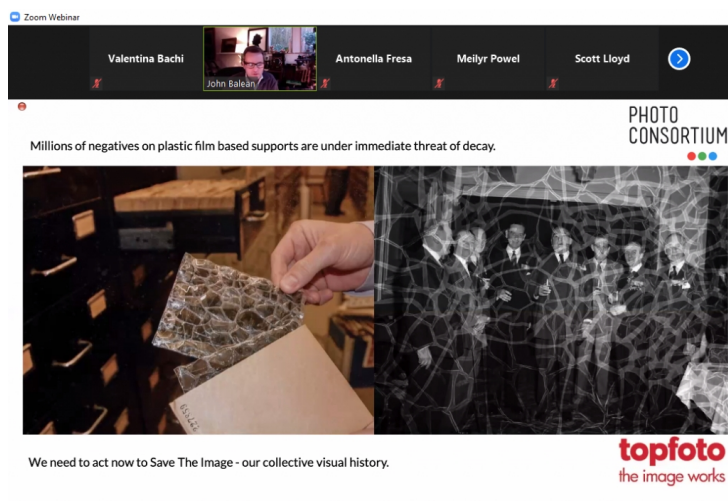 Zoom Webinar
Valentina Bachi
John Balean
Antonella Fresa
Meilyr Powel
Scott Lloyd
PHOTO
CONSORTIUM
Millions of negatives on plastic film based supports are under immediate threat of decay.
We need to act now to Save The Image - our collective visual history.
topfoto
the image works